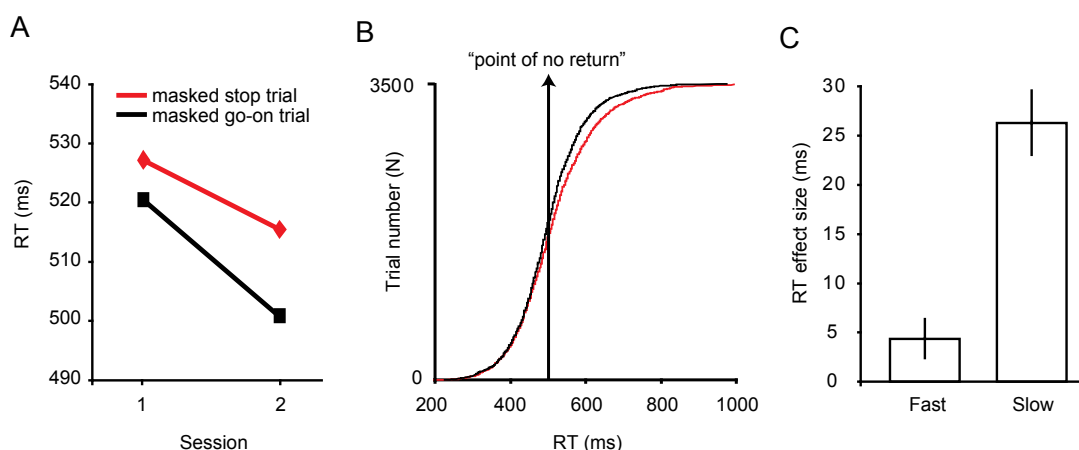 A
540
530
520
510
500
490
RT (ms)
masked stop trial
masked go-on trial
1
2
Session
B
“point of no return”
3500
0
Trial number (N)
200
400
600
800
1000
RT (ms)
C
30
25
20
15
10
5
0
RT effect size (ms)
Fast
Slow